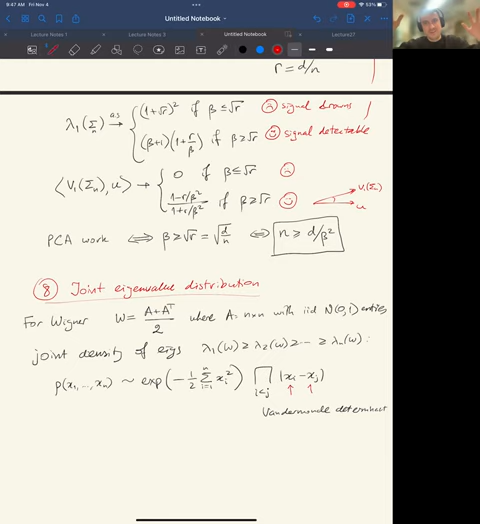 9:47 AM Fri Nov 4
53%
Untitled Notebook
Lecture Notes 1
Lecture Notes 3
Untitled Notebook
Lecture27
r = d/n
λ₁(Σₙ) →a.s. { (1+√r)² if β ≤ √r ☹ signal drowns
(β+1)(1+r/β) if β ≥ √r ☺ signal detectable
⟨V₁(Σₙ), u⟩ → { 0 if β ≤ √r ☹
(1-r/β²)/(1+r/β) if β ≥ √r ☺ V₁(Σₙ) u
PCA work ⟺ β ≥ √r = √(d/n) ⟺ n ≥ d/β²
⑧ Joint eigenvalue distribution
For Wigner W = (A+Aᵀ)/2 where A: n×n with iid N(0,1) entries
joint density of eigs λ₁(W) ≥ λ₂(W) ≥ ⋯ ≥ λₙ(W):
p(x₁,…,xₙ) ~ exp(-1/2 ∑ᵢ₌₁ⁿ xᵢ²) ∏ᵢ<ⱼ |xᵢ - xⱼ|
Vandermonde determinant